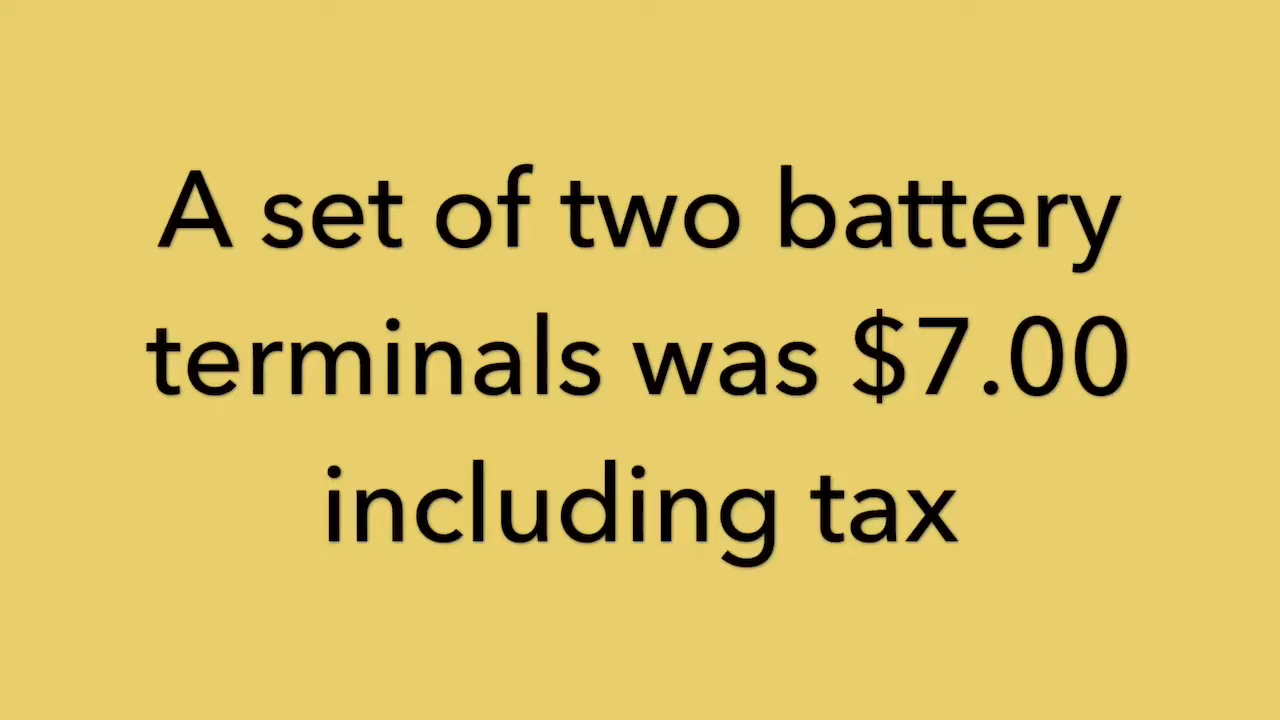 A set of two battery
terminals was $7.00
including tax